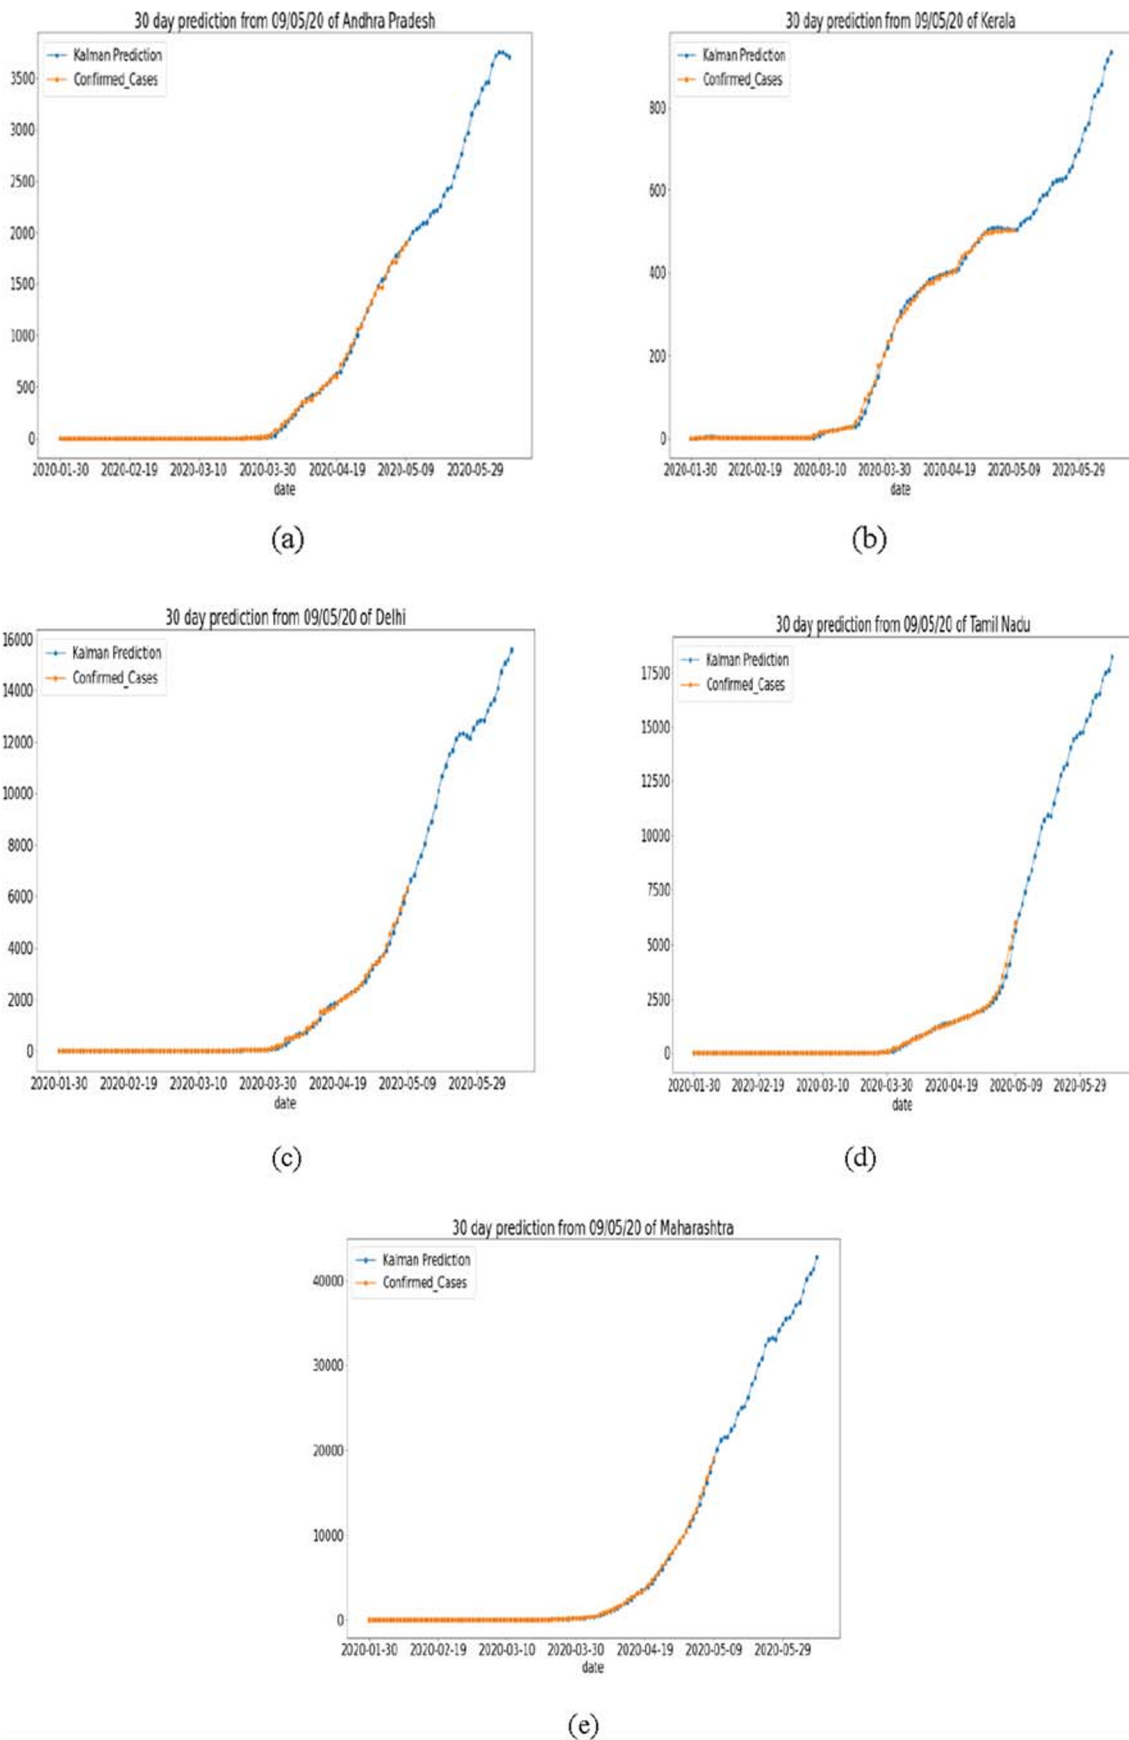 30 day prediction from 09/05/20 of Andhra Pradesh
Kalman Prediction
Confirmed_Cases
3500
3000
2500
2000
1500
1000
500
0
2020-01-30 2020-02-19 2020-03-10 2020-03-30 2020-04-19 2020-05-09 2020-05-29
date
(a)
30 day prediction from 09/05/20 of Kerala
Kalman Prediction
Confirmed_Cases
800
600
400
200
0
2020-01-30 2020-02-19 2020-03-10 2020-03-30 2020-04-19 2020-05-09 2020-05-29
date
(b)
30 day prediction from 09/05/20 of Delhi
Kalman Prediction
Confirmed_Cases
16000
14000
12000
10000
8000
6000
4000
2000
0
2020-01-30 2020-02-19 2020-03-10 2020-03-30 2020-04-19 2020-05-09 2020-05-29
date
(c)
30 day prediction from 09/05/20 of Tamil Nadu
Kalman Prediction
Confirmed_Cases
17500
15000
12500
10000
7500
5000
2500
0
2020-01-30 2020-02-19 2020-03-10 2020-03-30 2020-04-19 2020-05-09 2020-05-29
date
(d)
30 day prediction from 09/05/20 of Maharashtra
Kalman Prediction
Confirmed_Cases
40000
30000
20000
10000
0
2020-01-30 2020-02-19 2020-03-10 2020-03-30 2020-04-19 2020-05-09 2020-05-29
date
(e)